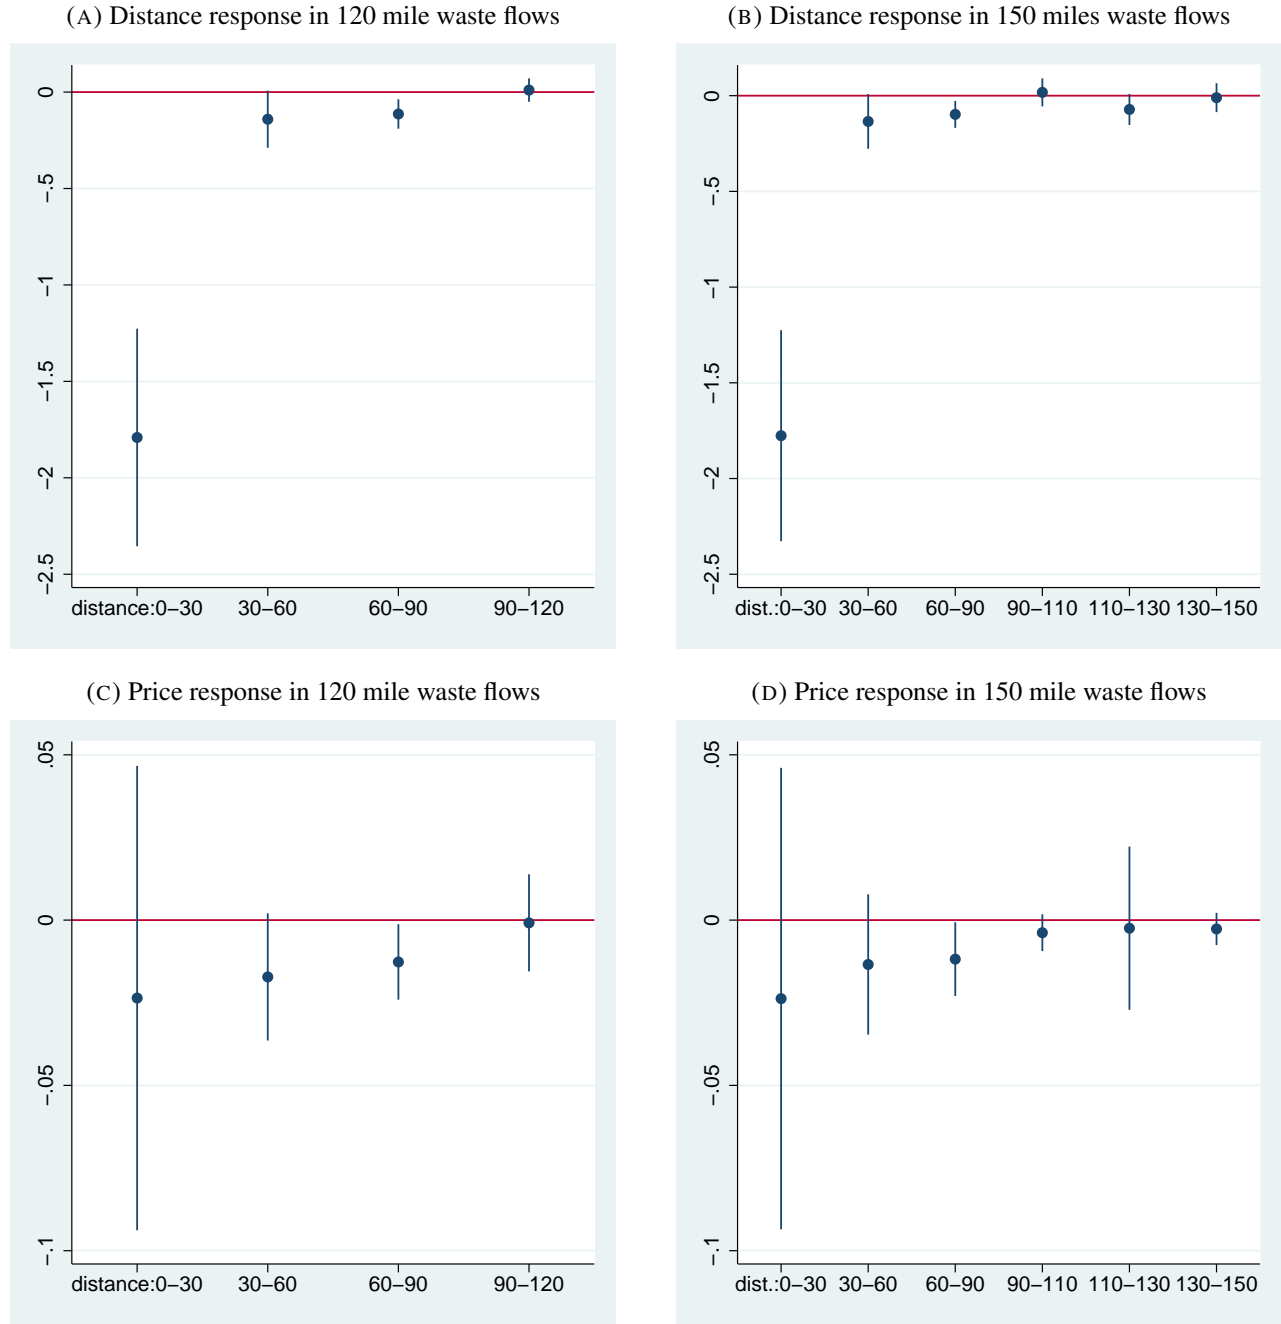 (A) Distance response in 120 mile waste flows
0
−.5
−1
−1.5
−2
−2.5
distance:0−30 30−60 60−90 90−120
(B) Distance response in 150 miles waste flows
0
−.5
−1
−1.5
−2
−2.5
dist.:0−30 30−60 60−90 90−110 110−130 130−150
(C) Price response in 120 mile waste flows
.05
0
−.05
−.1
distance:0−30 30−60 60−90 90−120
(D) Price response in 150 mile waste flows
.05
0
−.05
−.1
dist.:0−30 30−60 60−90 90−110 110−130 130−150